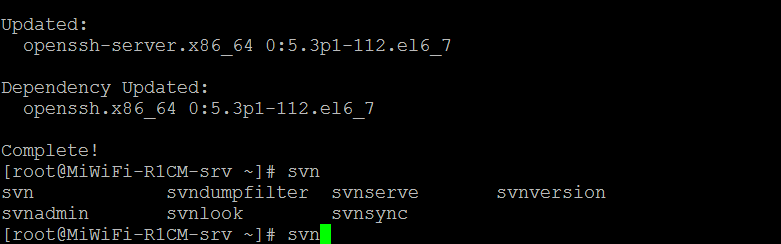 Updated:
  openssh-server.x86_64 0:5.3p1-112.el6_7
Dependency Updated:
  openssh.x86_64 0:5.3p1-112.el6_7
Complete!
[root@MiWiFi-R1CM-srv ~]# svn
svn            svndumpfilter  svnserve       svnversion
svnadmin       svnlook        svnsync
[root@MiWiFi-R1CM-srv ~]# svn